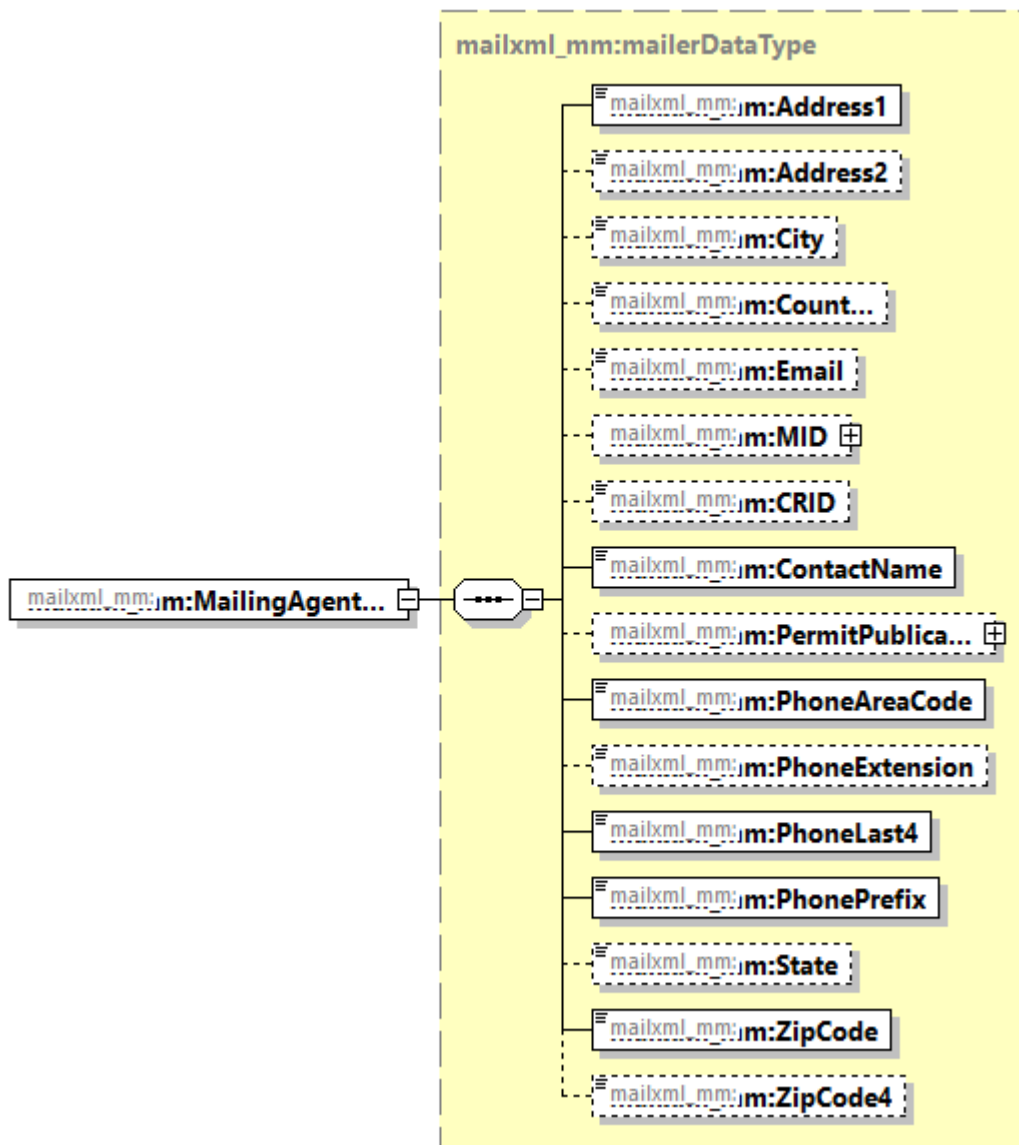 mailxml_mm:mailerDataType
mailxml_mm:Address1
mailxml_mm:Address2
mailxml_mm:City
mailxml_mm:Count...
mailxml_mm:Email
mailxml_mm:MID
mailxml_mm:CRID
mailxml_mm:ContactName
mailxml_mm:MailingAgent...
mailxml_mm:PermitPublica...
mailxml_mm:PhoneAreaCode
mailxml_mm:PhoneExtension
mailxml_mm:PhoneLast4
mailxml_mm:PhonePrefix
mailxml_mm:State
mailxml_mm:ZipCode
mailxml_mm:ZipCode4